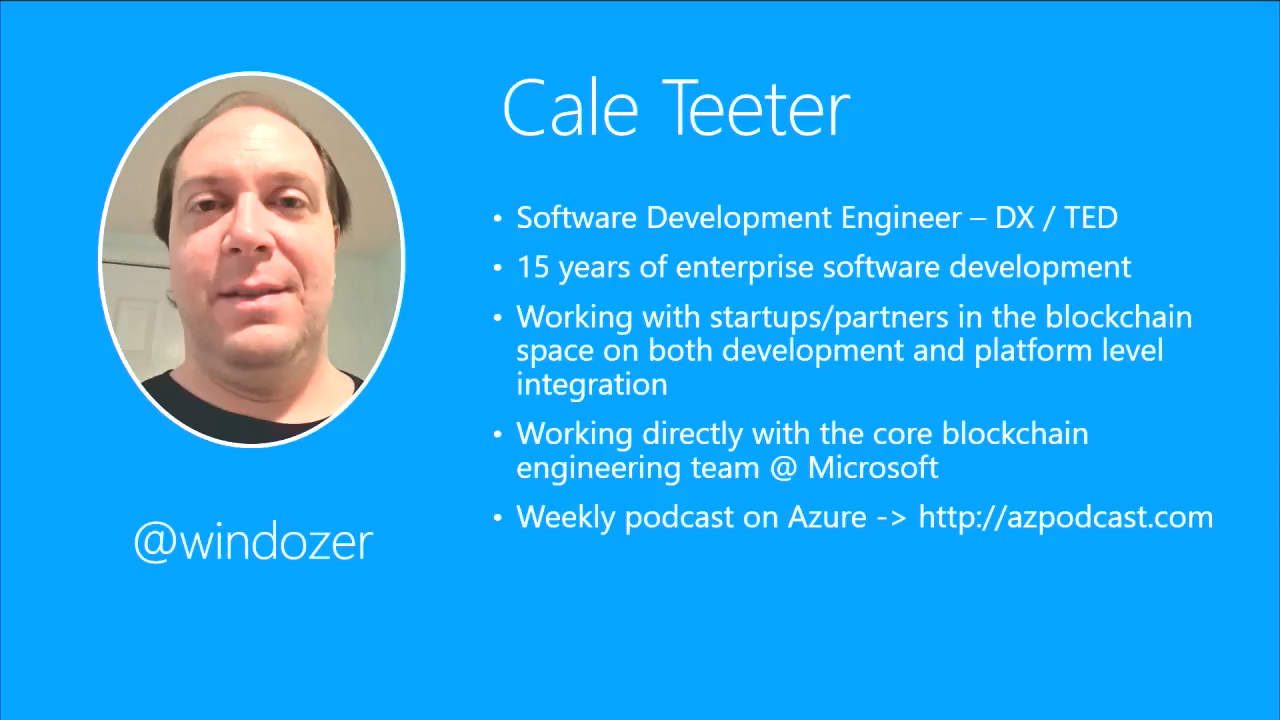 Cale Teeter
• Software Development Engineer – DX / TED
• 15 years of enterprise software development
• Working with startups/partners in the blockchain
space on both development and platform level
integration
• Working directly with the core blockchain
engineering team @ Microsoft
• Weekly podcast on Azure -> http://azpodcast.com
@windozer